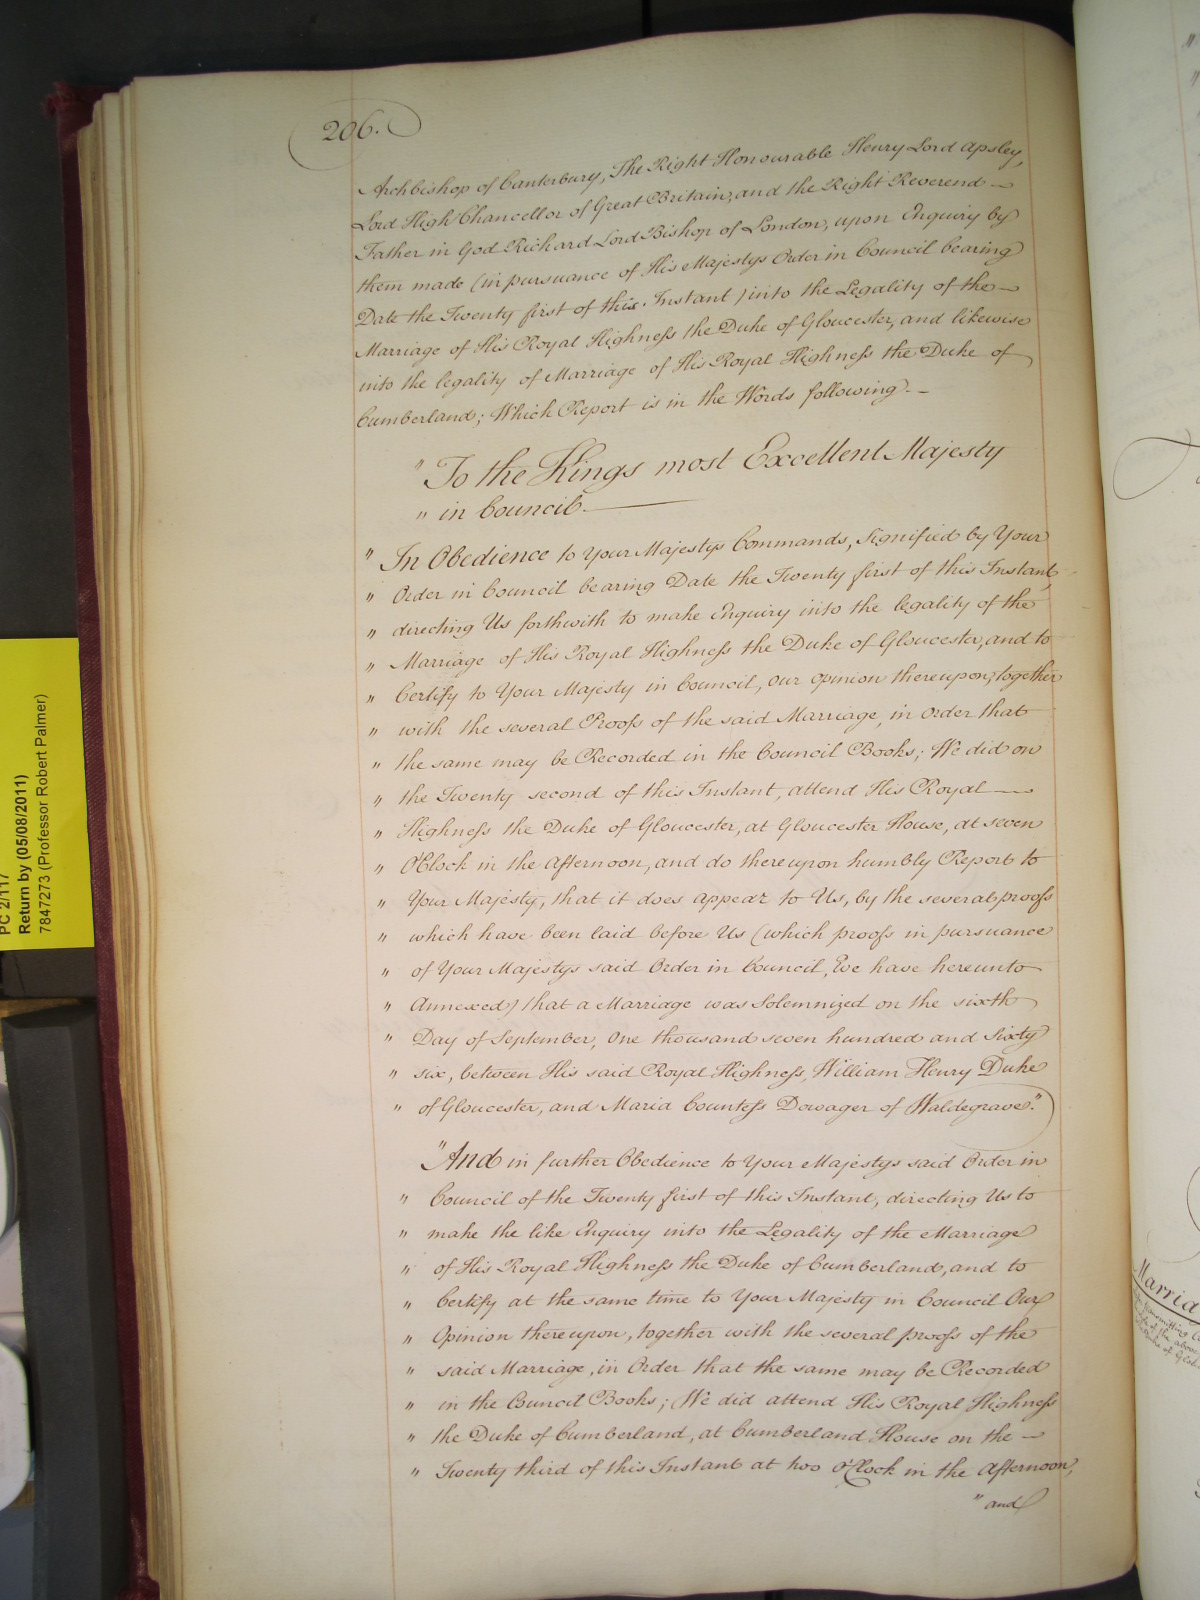 206.
Archbishop of Canterbury, The Right Honourable Henry Lord Apsley,
Lord High Chancellor of Great Britain, and the Right Reverend —
Father in God Richard Lord Bishop of London, upon Enquiry by
them made (in pursuance of His Majestys Order in Council bearing
Date the Twenty first of this Instant) into the Legality of the —
Marriage of His Royal Highness the Duke of Gloucester, and likewise
into the legality of Marriage of His Royal Highness the Duke of
Cumberland; Which Report is in the Words following. —
" To the Kings most Excellent Majesty
" in Council. —
" In Obedience to Your Majestys Commands, Signified by Your
" Order in Council bearing Date the Twenty first of this Instant,
" directing Us forthwith to make Enquiry into the legality of the
" Marriage of His Royal Highness the Duke of Gloucester, and to
" Certify to Your Majesty in Council, our Opinion thereupon, together
" with the several Proofs of the said Marriage, in Order that
" the same may be Recorded in the Council Books; We did on
" the Twenty second of this Instant, attend His Royal —
" Highness the Duke of Gloucester, at Gloucester House, at seven
" O'Clock in the Afternoon, and do thereupon humbly Report to
" Your Majesty, that it does appear to Us, by the several proofs
" which have been laid before Us (which proofs in pursuance
" of Your Majestys said Order in Council, We have hereunto
" Annexed) that a Marriage was Solemnized on the sixth
" Day of September, One thousand seven hundred and Sixty
" six, between His said Royal Highness, William Henry Duke
" of Gloucester, and Maria Countess Dowager of Waldegrave."
" And in further Obedience to Your Majestys said Order in
" Council of the Twenty first of this Instant, directing Us to
" make the like Enquiry into the Legality of the Marriage
" of His Royal Highness the Duke of Cumberland, and to
" Certify at the same time to Your Majesty in Council Our
" Opinion thereupon, together with the several proofs of the
" said Marriage, in Order that the same may be Recorded
" in the Council Books; We did attend His Royal Highness
" the Duke of Cumberland, at Cumberland House on the —
" Twenty third of this Instant at two O'Clock in the Afternoon,
" and
PC 2/117
Return by (05/08/2011)
7847273 (Professor Robert Palmer)